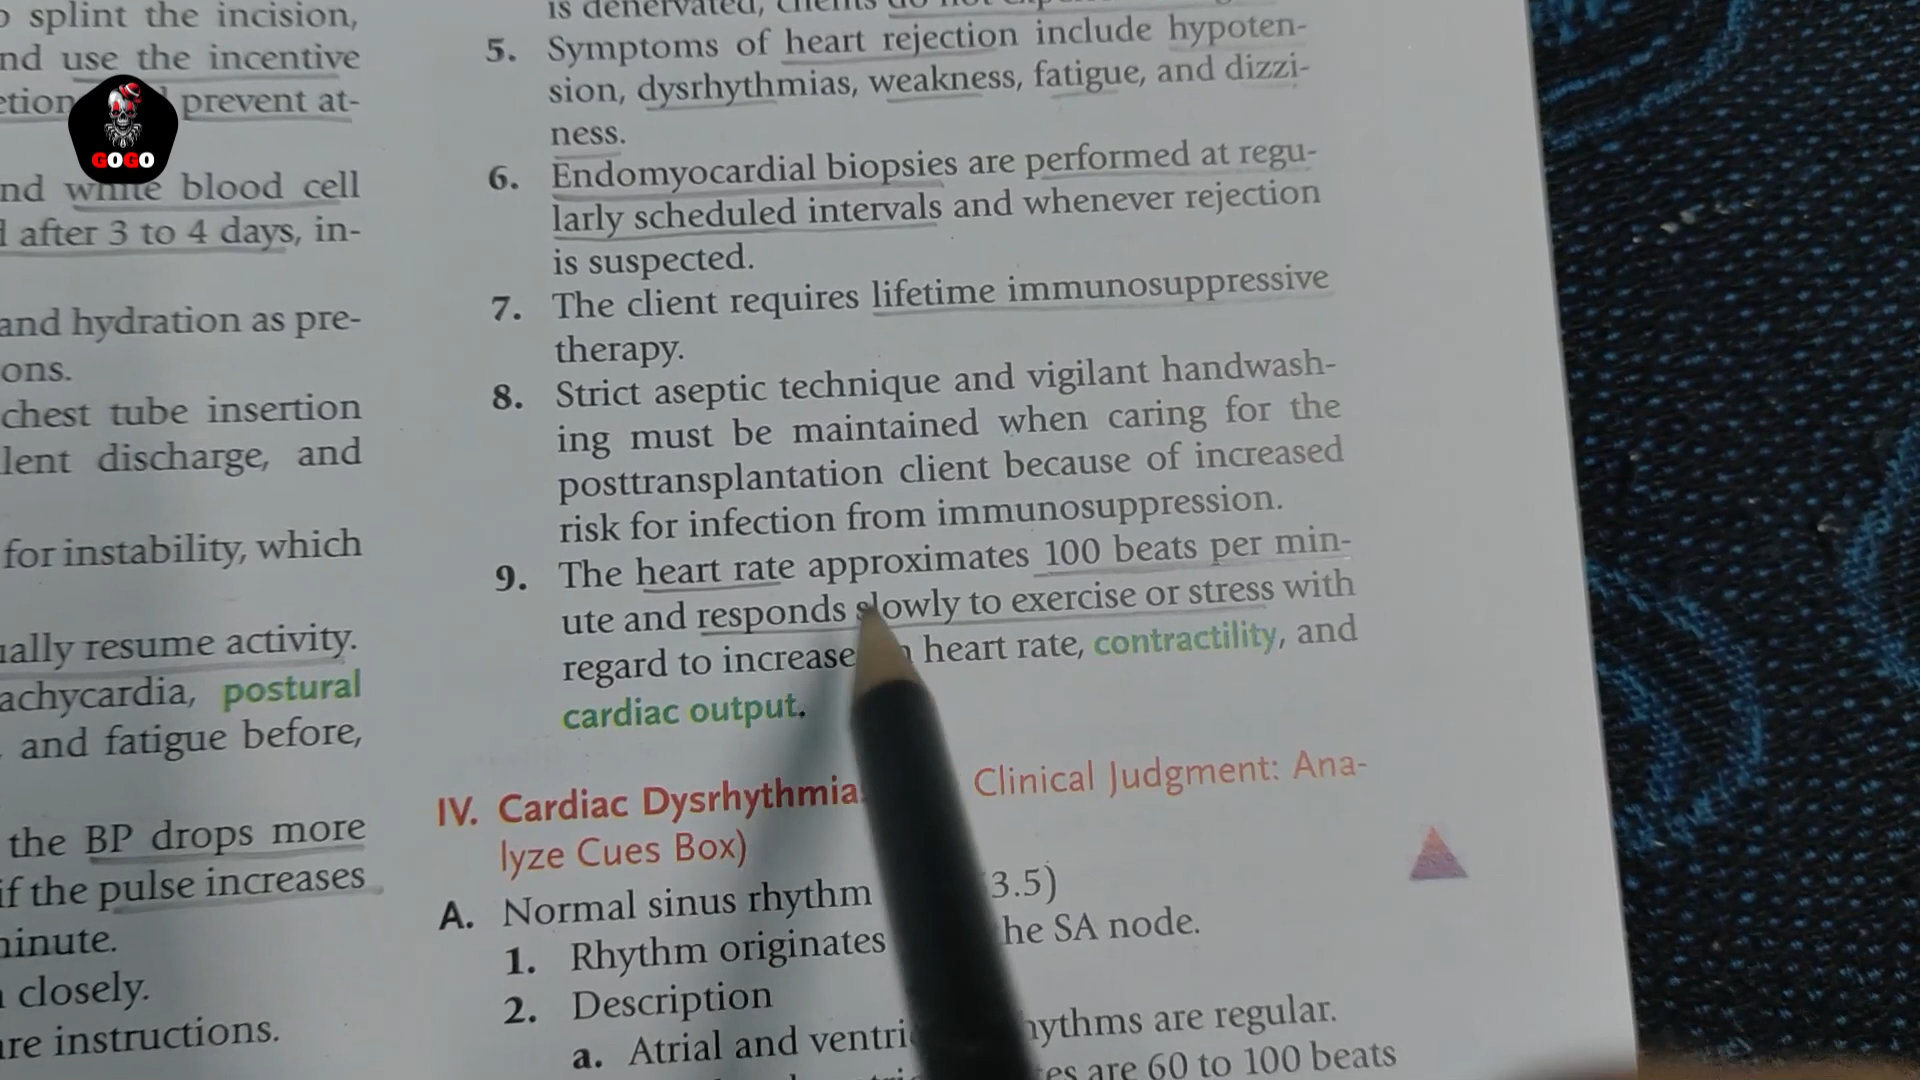 splint the incision,
nd use the incentive
etion prevent at-
nd white blood cell
after 3 to 4 days, in-
and hydration as pre-
ons.
chest tube insertion
lent discharge, and
for instability, which
ually resume activity.
achycardia, postural
and fatigue before,
the BP drops more
if the pulse increases
minute.
closely.
are instructions.
GOGO
is denervated, clients do not
5. Symptoms of heart rejection include hypoten-
sion, dysrhythmias, weakness, fatigue, and dizzi-
ness.
6. Endomyocardial biopsies are performed at regu-
larly scheduled intervals and whenever rejection
is suspected.
7. The client requires lifetime immunosuppressive
therapy.
8. Strict aseptic technique and vigilant handwash-
ing must be maintained when caring for the
posttransplantation client because of increased
risk for infection from immunosuppression.
9. The heart rate approximates 100 beats per min-
ute and responds slowly to exercise or stress with
regard to increase heart rate, contractility, and
cardiac output.
IV. Cardiac Dysrhythmia Clinical Judgment: Ana-
lyze Cues Box)
A. Normal sinus rhythm 3.5)
1. Rhythm originates he SA node.
2. Description
a. Atrial and ventri hythms are regular.
es are 60 to 100 beats